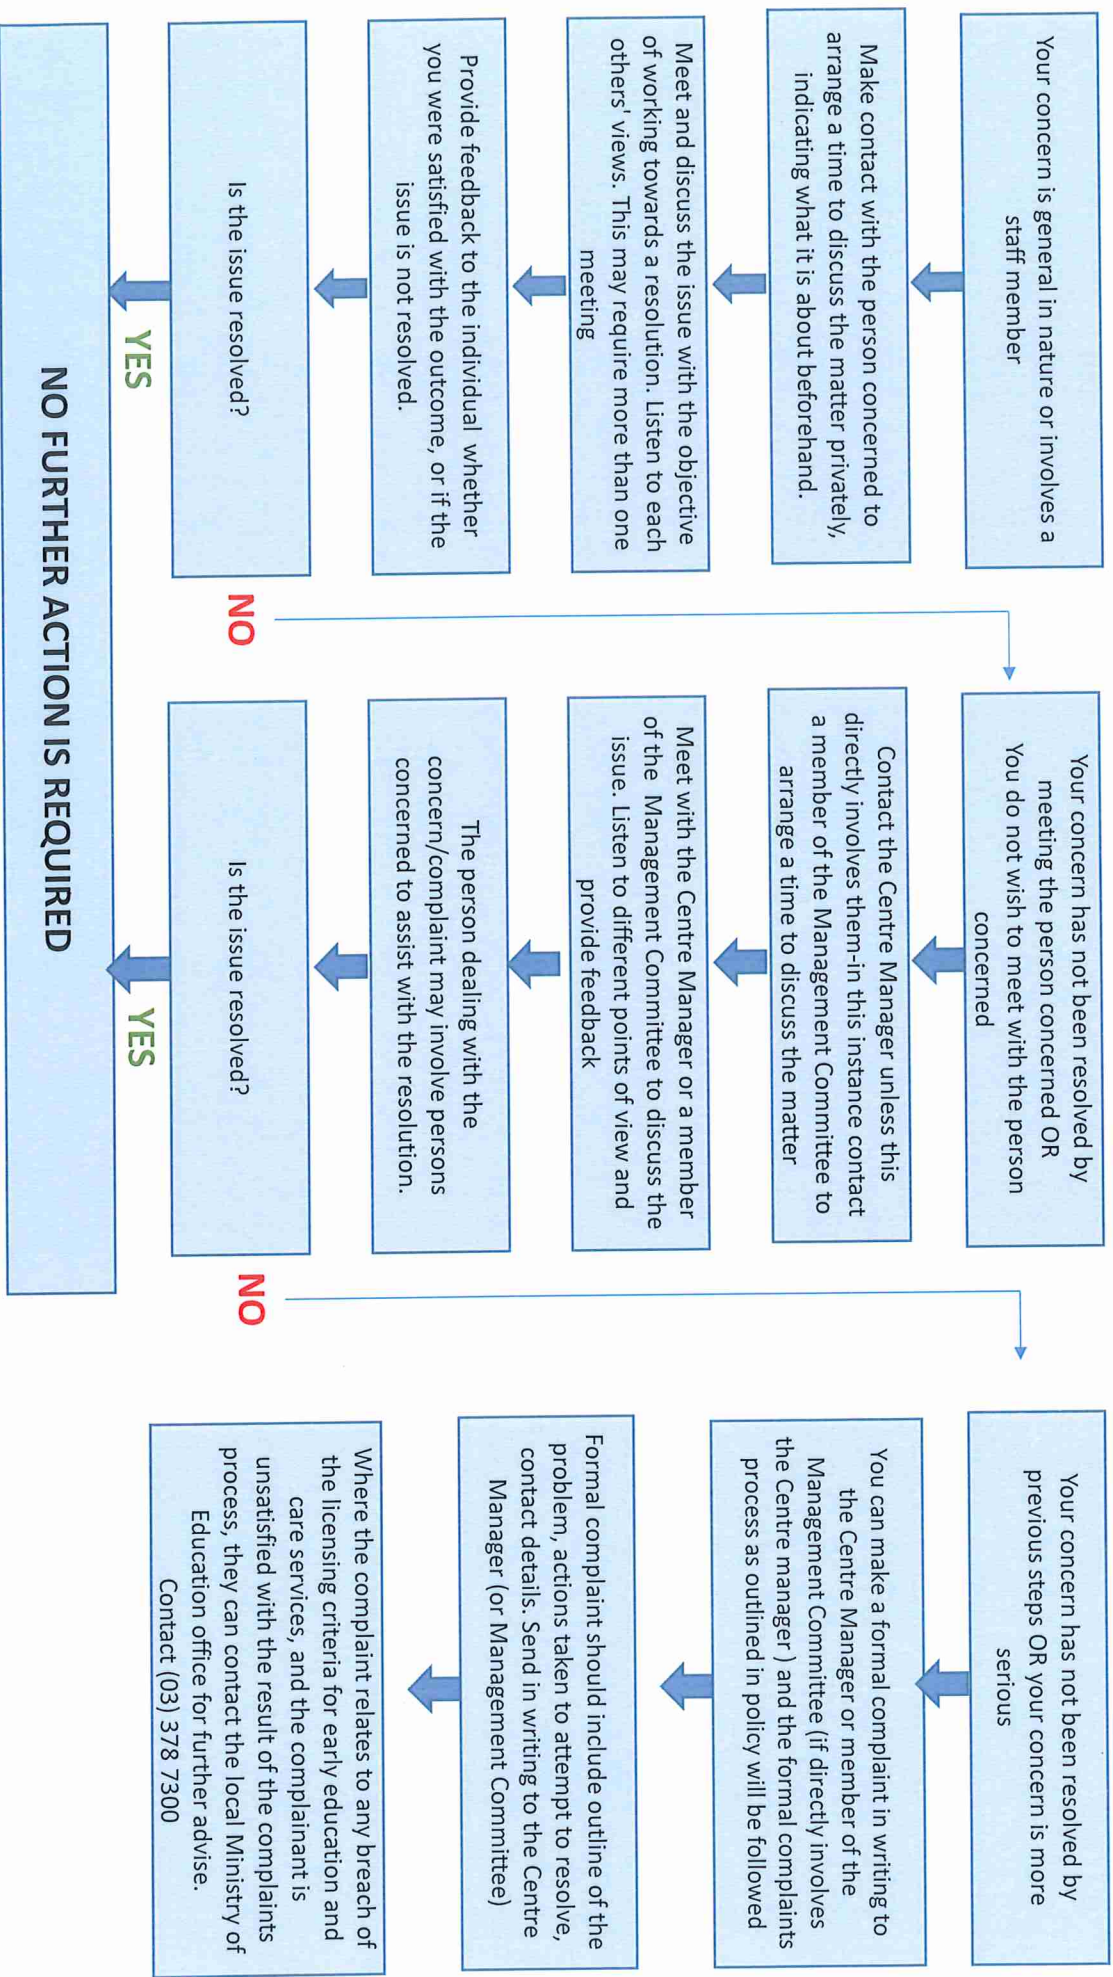 Your concern is general in nature or involves a
staff member
Make contact with the person concerned to
arrange a time to discuss the matter privately,
indicating what it is about beforehand.
Meet and discuss the issue with the objective
of working towards a resolution. Listen to each
others' views. This may require more than one
meeting
Provide feedback to the individual whether
you were satisfied with the outcome, or if the
issue is not resolved.
Is the issue resolved?
YES
NO
Your concern has not been resolved by
meeting the person concerned OR
You do not wish to meet with the person
concerned
Contact the Centre Manager unless this
directly involves them-in this instance contact
a member of the Management Committee to
arrange a time to discuss the matter
Meet with the Centre Manager or a member
of the Management Committee to discuss the
issue. Listen to different points of view and
provide feedback
The person dealing with the
concern/complaint may involve persons
concerned to assist with the resolution.
Is the issue resolved?
YES
NO
NO FURTHER ACTION IS REQUIRED
Your concern has not been resolved by
previous steps OR your concern is more
serious
You can make a formal complaint in writing to
the Centre Manager or member of the
Management Committee (if directly involves
the Centre manager ) and the formal complaints
process as outlined in policy will be followed
Formal complaint should include outline of the
problem, actions taken to attempt to resolve,
contact details. Send in writing to the Centre
Manager (or Management Committee)
Where the complaint relates to any breach of
the licensing criteria for early education and
care services, and the complainant is
unsatisfied with the result of the complaints
process, they can contact the local Ministry of
Education office for further advise.
Contact (03) 378 7300